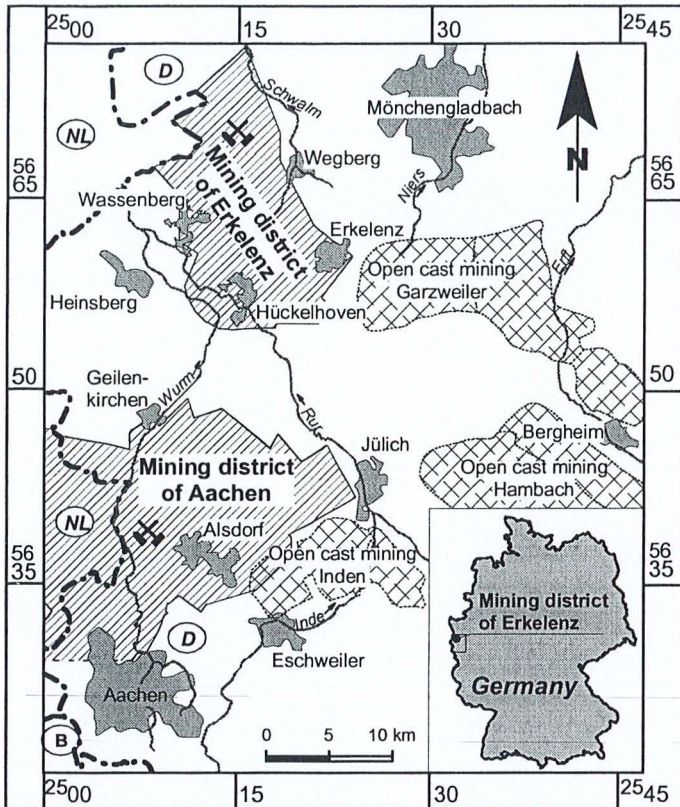 25 00
15
30
25 45
D
NL
Schwalm
Mönchengladbach
N
Wegberg
56 65
56 65
Mining district
of Erkelenz
Wassenberg
Niers
Erkelenz
Erft
Open cast mining
Garzweiler
Heinsberg
Hückelhoven
50
50
Geilen-
kirchen
Wurm
Rur
Jülich
Bergheim
Mining district
of Aachen
Open cast mining
Hambach
NL
Alsdorf
56 35
56 35
Open cast mining
Inden
Mining district
of Erkelenz
D
Inde
Eschweiler
Germany
Aachen
B
0 5 10 km
25 00
15
30
25 45